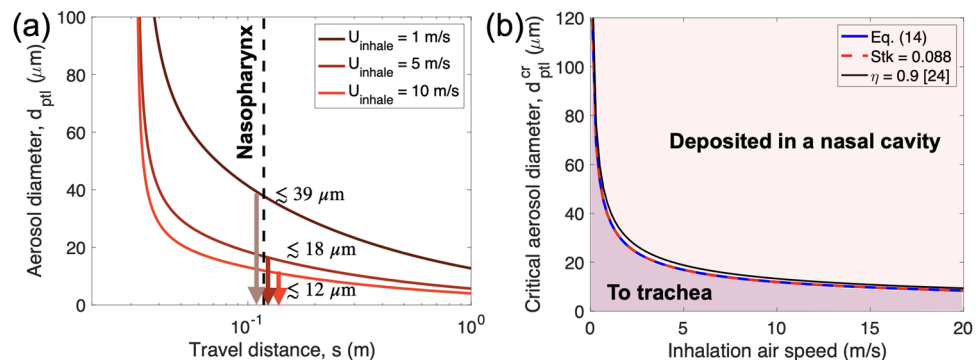 (a)
Aerosol diameter, d_ptl (μm)
100
80
60
40
20
0
Nasopharynx
U_inhale = 1 m/s
U_inhale = 5 m/s
U_inhale = 10 m/s
≲ 39 μm
≲ 18 μm
≲ 12 μm
10^-1
10^0
Travel distance, s (m)
(b)
Critical aerosol diameter, d_ptl^cr (μm)
120
100
80
60
40
20
0
Eq. (14)
Stk = 0.088
η = 0.9 [24]
Deposited in a nasal cavity
To trachea
0
5
10
15
20
Inhalation air speed (m/s)